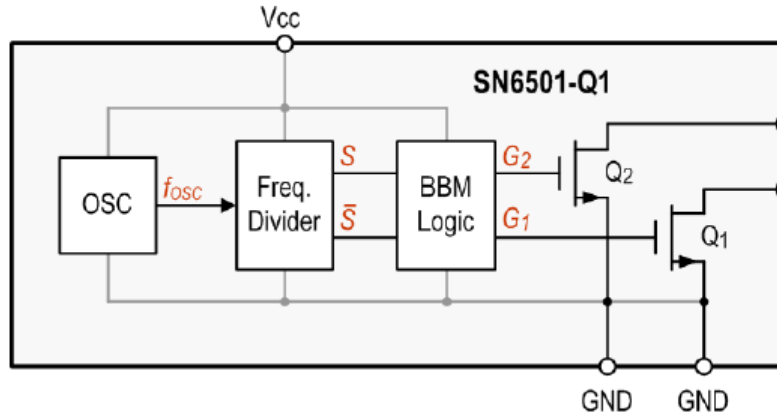 Vcc
SN6501-Q1
OSC
fOSC
Freq.
Divider
S
S̅
BBM
Logic
G2
G1
Q2
Q1
GND
GND